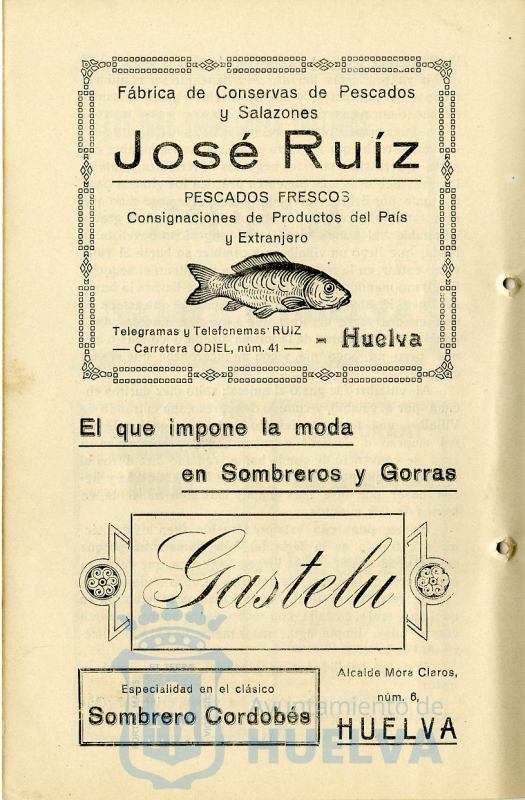 Fábrica de Conservas de Pescados
y Salazones
José Ruíz
PESCADOS FRESCOS
Consignaciones de Productos del País
y Extranjero
Telegramas y Telefonemas RUIZ
— Carretera ODIEL, núm. 41 —
- Huelva
El que impone la moda
en Sombreros y Gorras
Gastelu
Especialidad en el clásico
Sombrero Cordobés
Alcalde Mora Claros,
núm. 6,
HUELVA
Ayuntamiento de
HUELVA